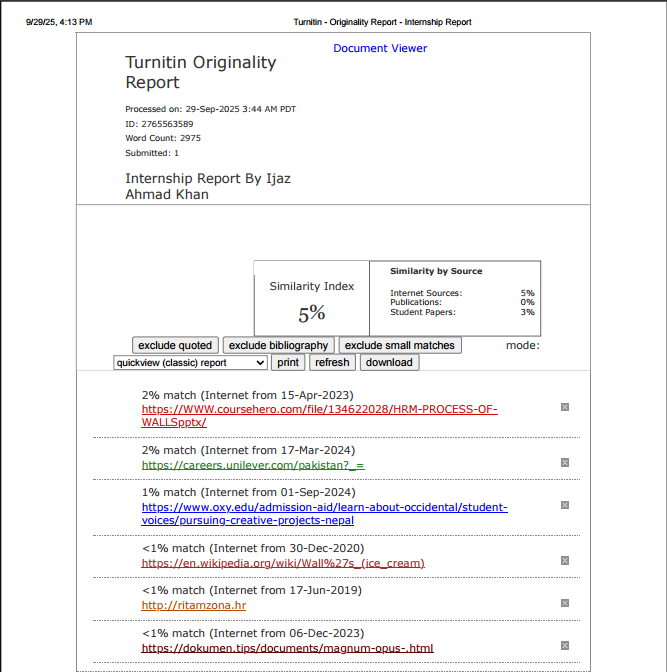 9/29/25, 4:13 PM
Turnitin - Originality Report - Internship Report
Document Viewer
Turnitin Originality
Report
Processed on: 29-Sep-2025 3:44 AM PDT
ID: 2765563589
Word Count: 2975
Submitted: 1
Internship Report By Ijaz
Ahmad Khan
Similarity Index
5%
Similarity by Source
Internet Sources: 5%
Publications: 0%
Student Papers: 3%
exclude quoted exclude bibliography exclude small matches mode:
quickview (classic) report print refresh download
2% match (Internet from 15-Apr-2023)
https://WWW.coursehero.com/file/134622028/HRM-PROCESS-OF-
WALLSpptx/
2% match (Internet from 17-Mar-2024)
https://careers.unilever.com/pakistan?_=
1% match (Internet from 01-Sep-2024)
https://www.oxy.edu/admission-aid/learn-about-occidental/student-
voices/pursuing-creative-projects-nepal
<1% match (Internet from 30-Dec-2020)
https://en.wikipedia.org/wiki/Wall%27s_(ice_cream)
<1% match (Internet from 17-Jun-2019)
http://ritamzona.hr
<1% match (Internet from 06-Dec-2023)
https://dokumen.tips/documents/magnum-opus-.html